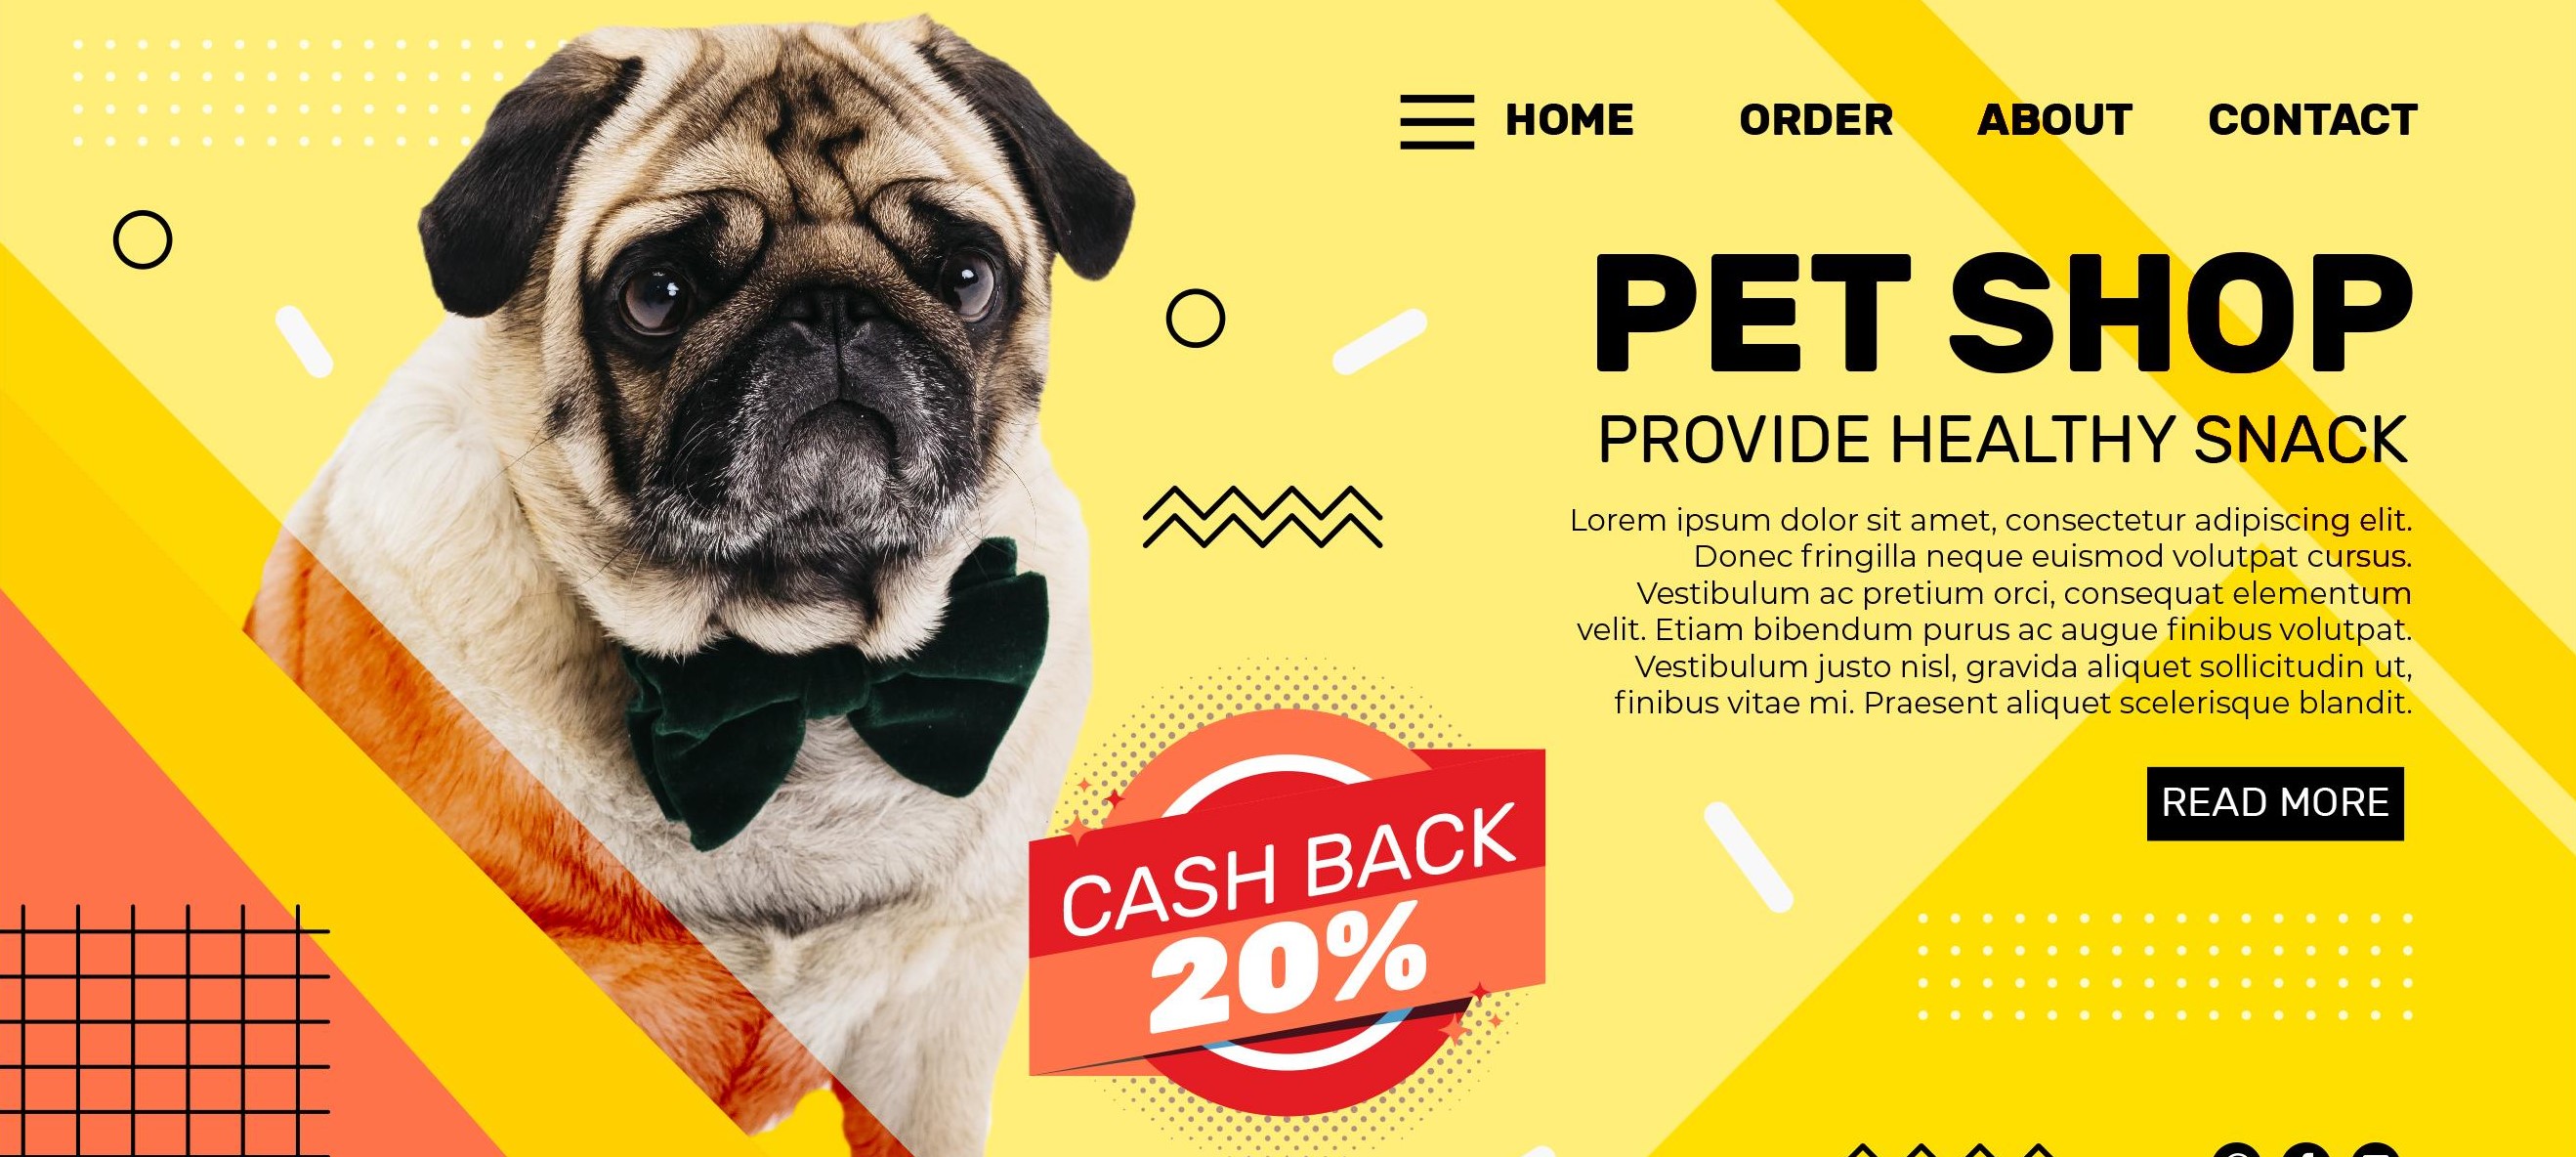 HOME ORDER ABOUT CONTACT
PET SHOP
PROVIDE HEALTHY SNACK
Lorem ipsum dolor sit amet, consectetur adipiscing elit.
Donec fringilla neque euismod volutpat cursus.
Vestibulum ac pretium orci, consequat elementum
velit. Etiam bibendum purus ac augue finibus volutpat.
Vestibulum justo nisl, gravida aliquet sollicitudin ut,
finibus vitae mi. Praesent aliquet scelerisque blandit.
READ MORE
CASH BACK
20%